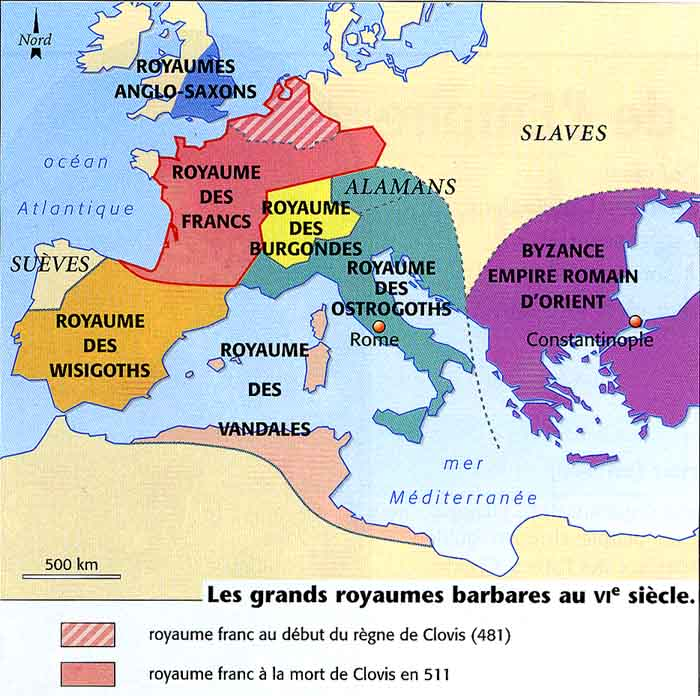 Nord
ROYAUMES
ANGLO-SAXONS
SLAVES
océan
Atlantique
ROYAUME
DES
FRANCS
ALAMANS
ROYAUME
DES
BURGONDES
SUÈVES
BYZANCE
EMPIRE ROMAIN
D'ORIENT
ROYAUME
DES
OSTROGOTHS
Rome
Constantinople
ROYAUME
DES
WISIGOTHS
ROYAUME
DES
VANDALES
mer
Méditerranée
500 km
Les grands royaumes barbares au VIe siècle.
royaume franc au début du règne de Clovis (481)
royaume franc à la mort de Clovis en 511